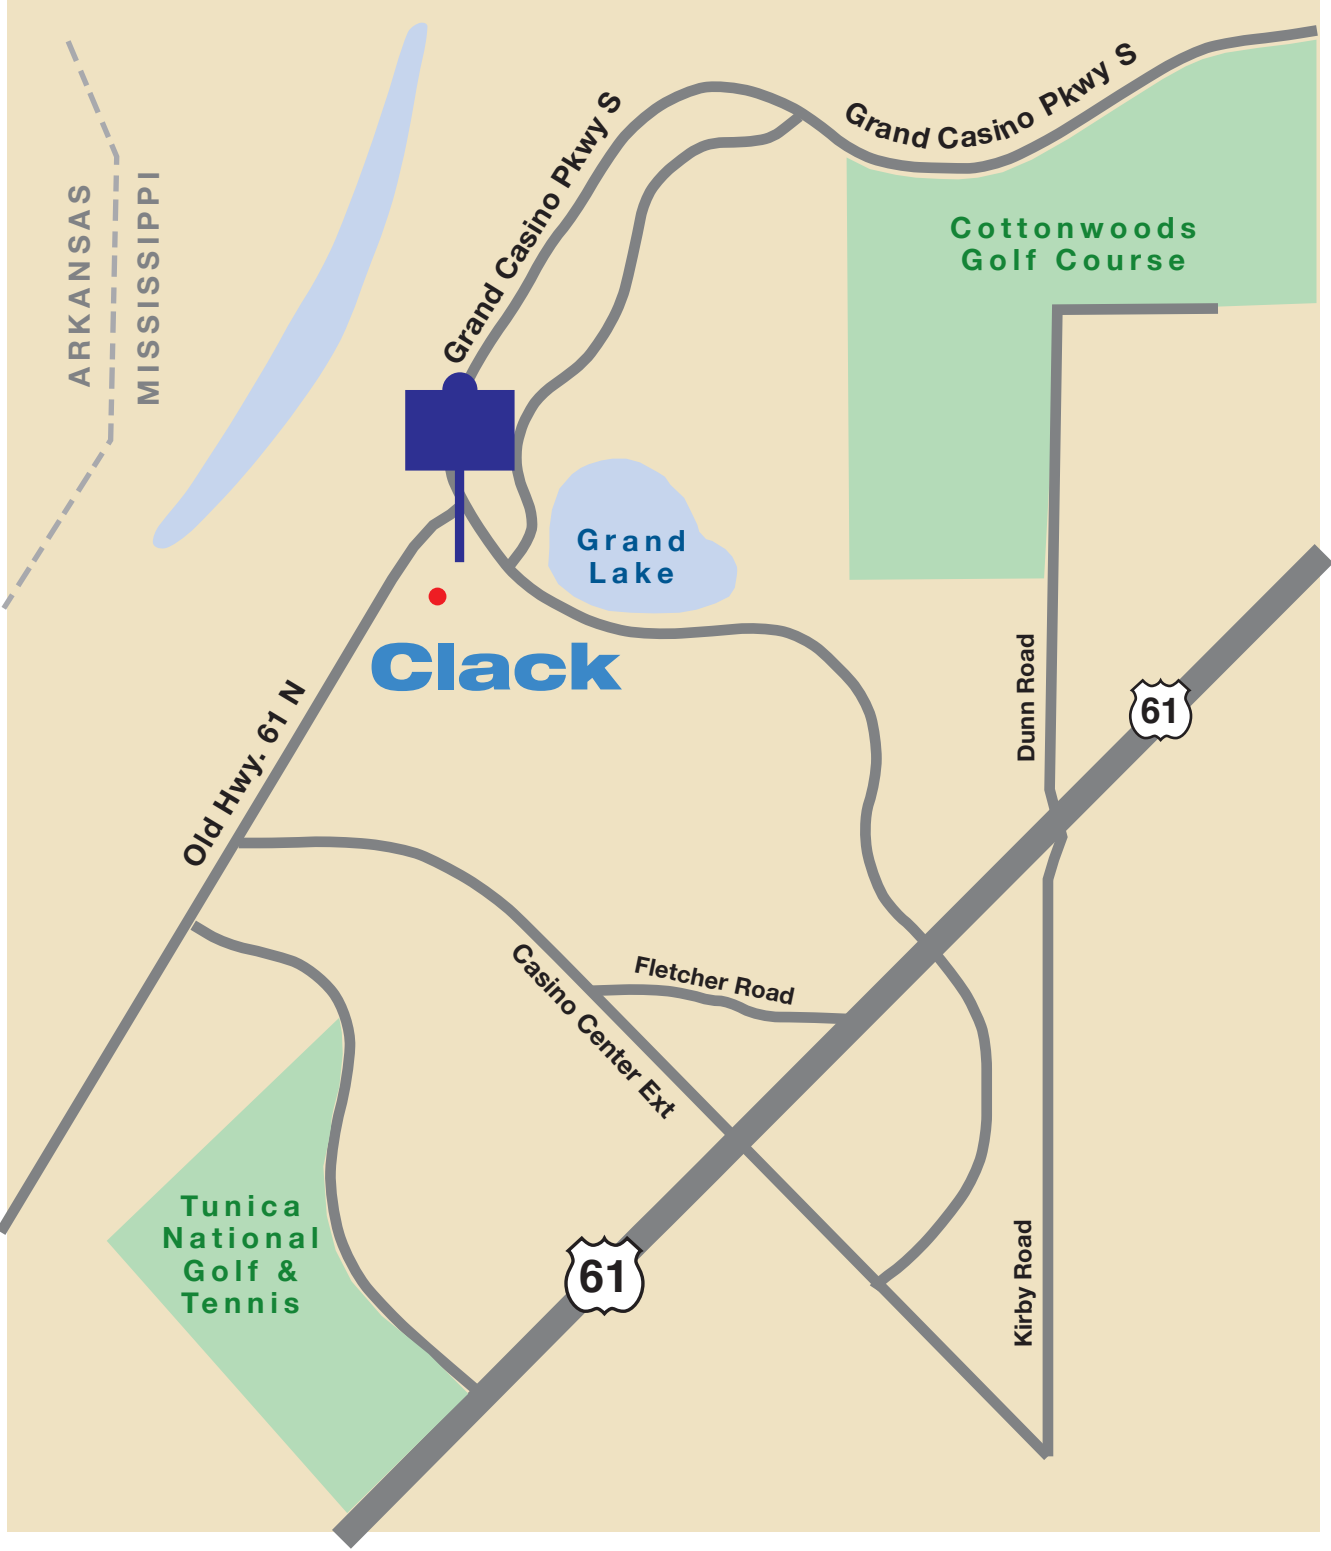 Grand Casino Pkwy S
Grand Casino Pkwy S
ARKANSAS
MISSISSIPPI
Cottonwoods
Golf Course
Grand
Lake
Clack
Old Hwy. 61 N
Dunn Road
61
Fletcher Road
Casino Center Ext
Tunica
National
Golf &
Tennis
61
Kirby Road